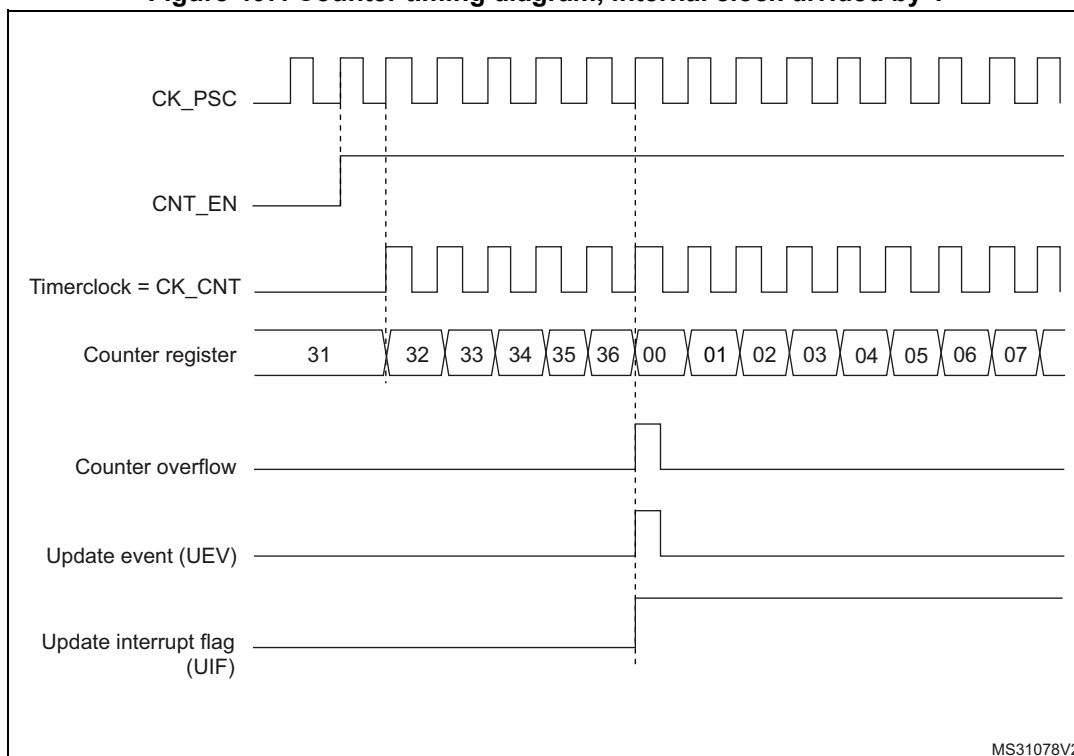 CK_PSC
CNT_EN
Timerclock = CK_CNT
Counter register 31 32 33 34 35 36 00 01 02 03 04 05 06 07
Counter overflow
Update event (UEV)
Update interrupt flag
(UIF)
MS31078V2